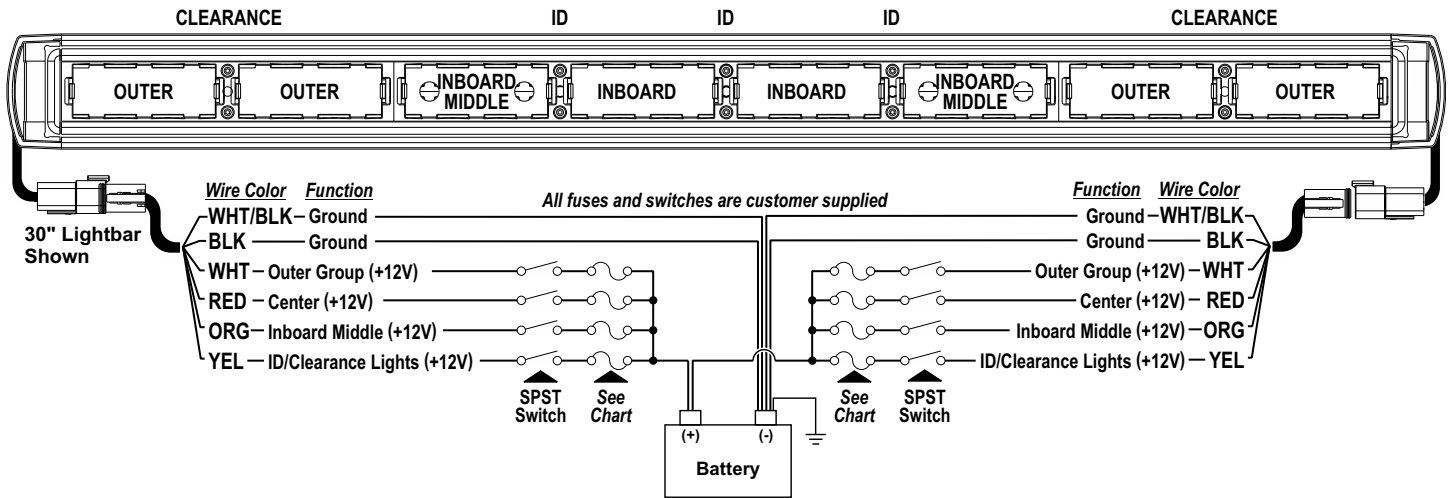 CLEARANCE ID ID ID CLEARANCE
OUTER OUTER INBOARD MIDDLE INBOARD INBOARD INBOARD MIDDLE OUTER OUTER
Wire Color Function
WHT/BLK Ground
BLK Ground
WHT Outer Group (+12V)
RED Center (+12V)
ORG Inboard Middle (+12V)
YEL ID/Clearance Lights (+12V)
30" Lightbar
Shown
SPST
Switch
See
Chart
All fuses and switches are customer supplied
Function Wire Color
Ground WHT/BLK
Ground BLK
Outer Group (+12V) WHT
Center (+12V) RED
Inboard Middle (+12V) ORG
ID/Clearance Lights (+12V) YEL
See
Chart
SPST
Switch
(+) (-)
Battery